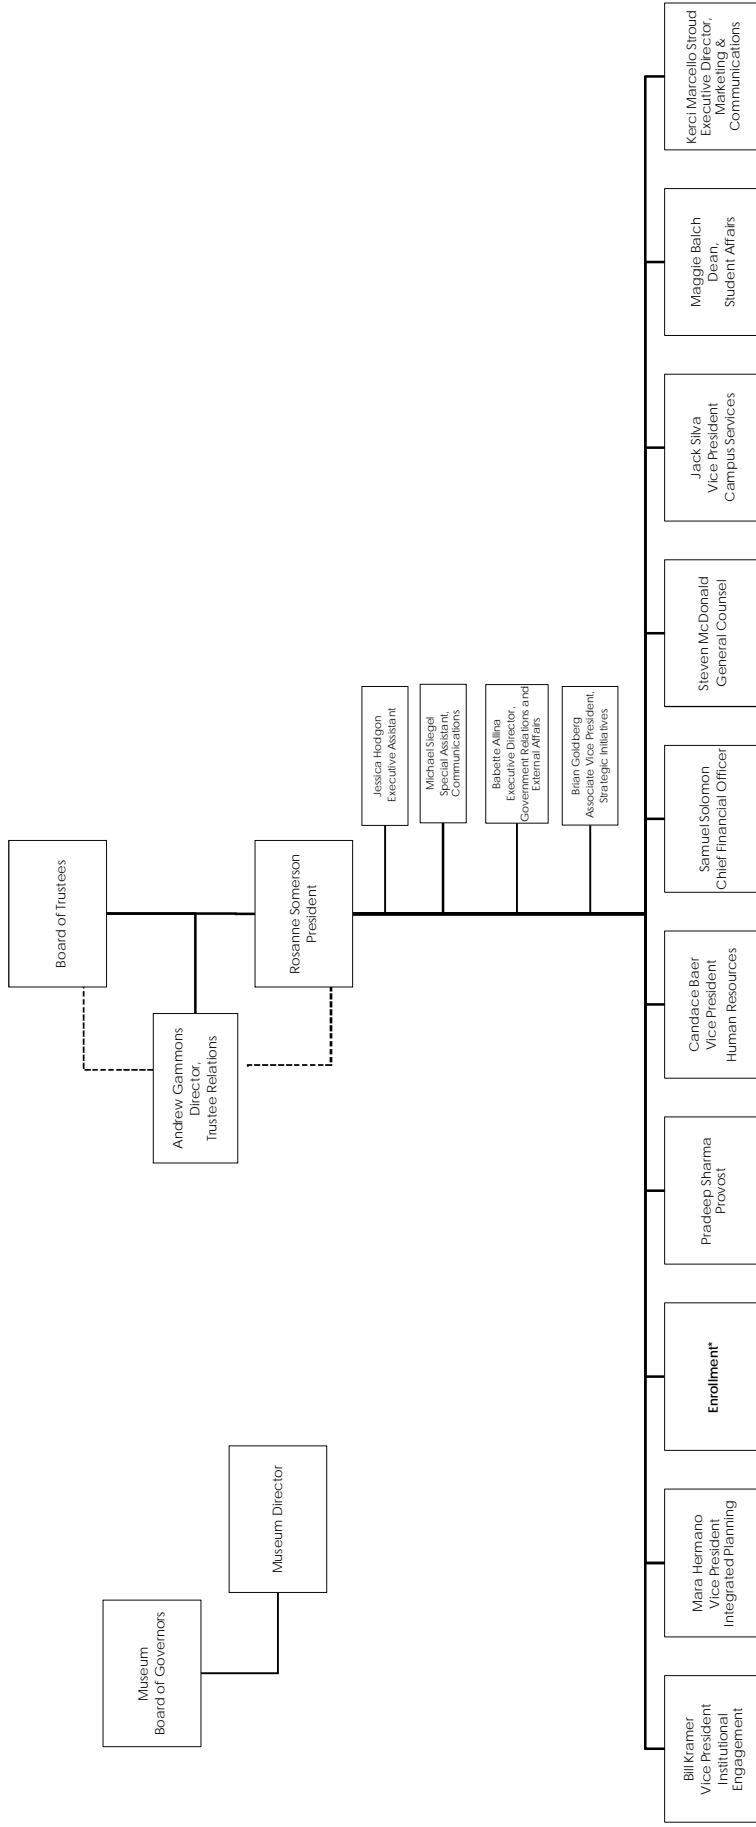 Board of Trustees
Andrew Gammons
Director,
Trustee Relations
Rosanne Somerson
President
Museum
Board of Governors
Museum Director
Jessica Hodgon
Executive Assistant
Michael Siegel
Special Assistant,
Communications
Babette Allina
Executive Director,
Government Relations and
External Affairs
Brian Goldberg
Associate Vice President,
Strategic Initiatives
Bill Kramer
Vice President
Institutional
Engagement
Mara Hermano
Vice President
Integrated Planning
Enrollment*
Pradeep Sharma
Provost
Candace Baer
Vice President
Human Resources
Samuel Solomon
Chief Financial Officer
Steven McDonald
General Counsel
Jack Silva
Vice President
Campus Services
Maggie Balch
Dean,
Student Affairs
Kerci Marcello Stroud
Executive Director,
Marketing &
Communications